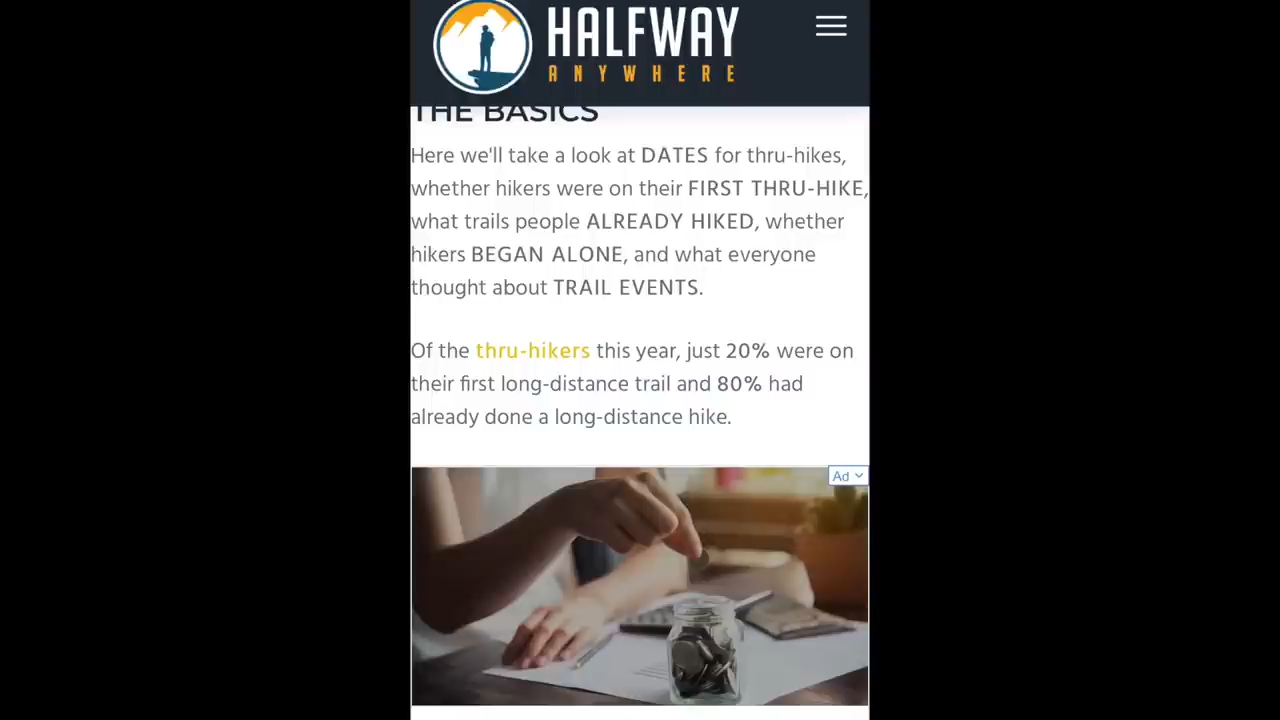 HALFWAY
ANYWHERE
THE BASICS
Here we'll take a look at DATES for thru-hikes,
whether hikers were on their FIRST THRU-HIKE,
what trails people ALREADY HIKED, whether
hikers BEGAN ALONE, and what everyone
thought about TRAIL EVENTS.
Of the thru-hikers this year, just 20% were on
their first long-distance trail and 80% had
already done a long-distance hike.
Ad